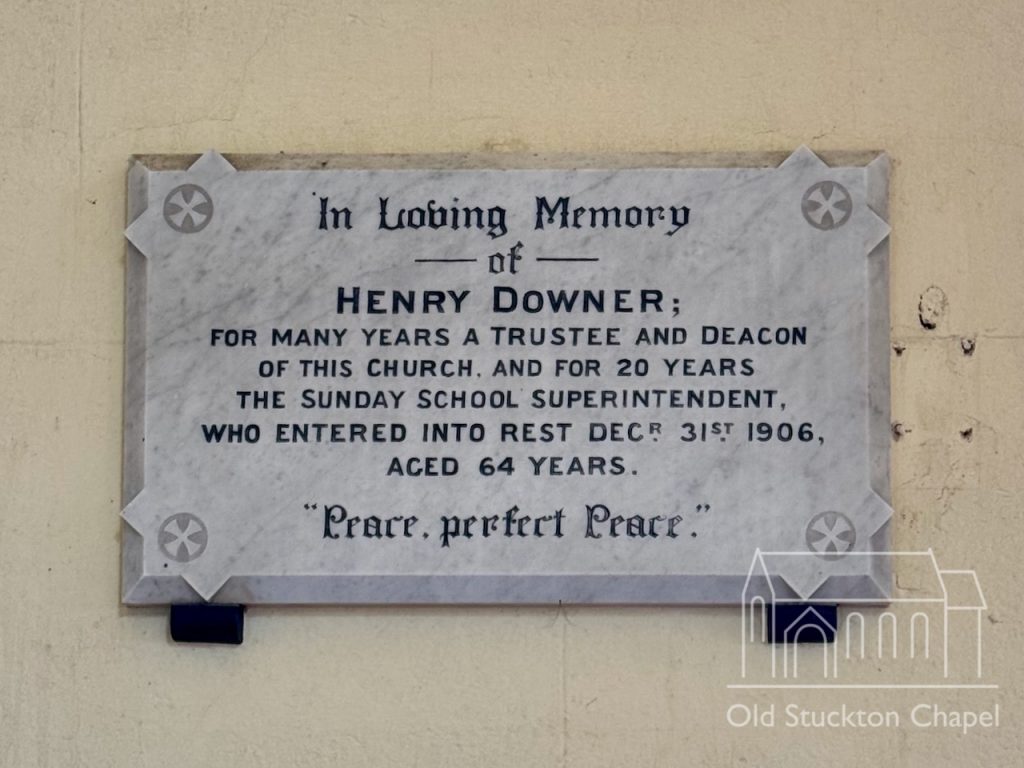 In Loving Memory
of
HENRY DOWNER;
FOR MANY YEARS A TRUSTEE AND DEACON
OF THIS CHURCH, AND FOR 20 YEARS
THE SUNDAY SCHOOL SUPERINTENDENT,
WHO ENTERED INTO REST DECR. 31ST. 1906,
AGED 64 YEARS.
"Peace, perfect Peace."
Old Stuckton Chapel